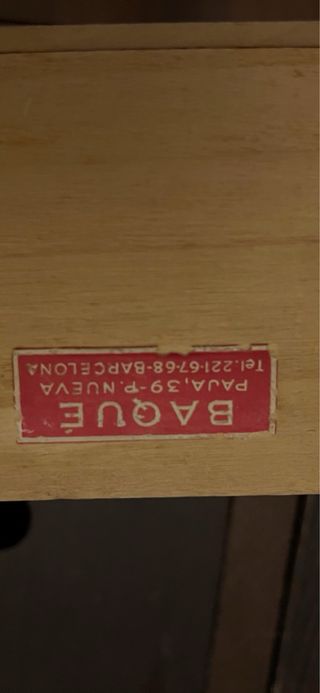 BAQUÉ
PAJA, 39-P. NUEVA
Tel. 221-67-68-BARCELONA